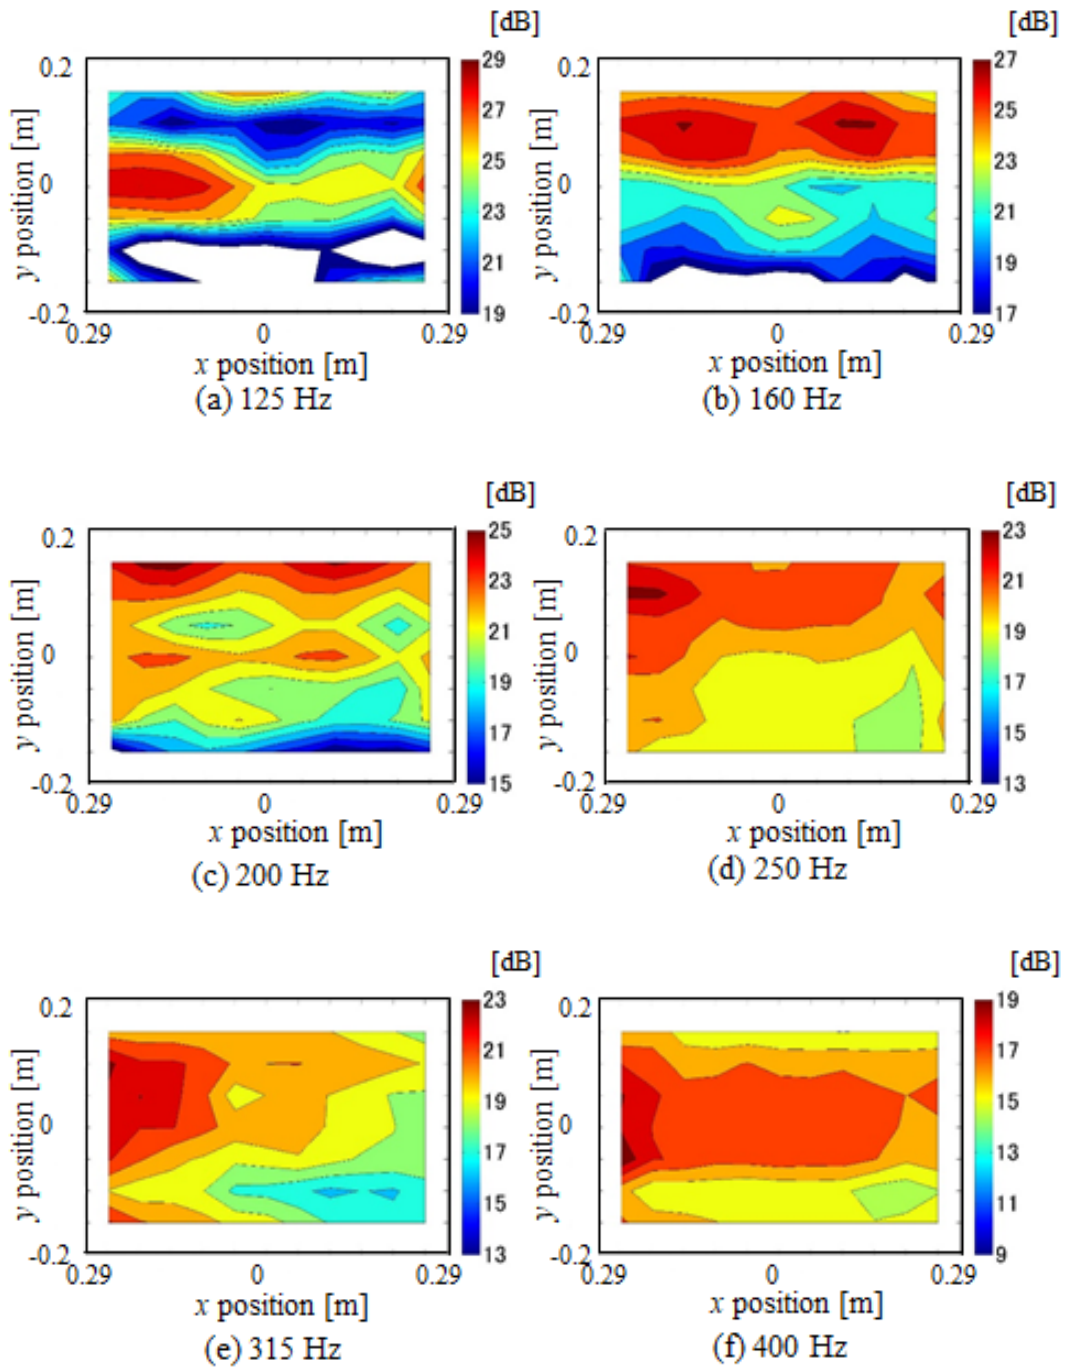 [dB] [dB]
0.2 29 0.2 27
27 25
y position [m] 0 25 y position [m] 0 23
23 21
21 19
-0.2 19 -0.2 17
0.29 0 0.29 0.29 0 0.29
x position [m] x position [m]
(a) 125 Hz (b) 160 Hz
[dB] [dB]
0.2 25 0.2 23
23 21
y position [m] 0 21 y position [m] 0 19
19 17
17 15
-0.2 15 -0.2 13
0.29 0 0.29 0.29 0 0.29
x position [m] x position [m]
(c) 200 Hz (d) 250 Hz
[dB] [dB]
0.2 23 0.2 19
21 17
y position [m] 0 19 y position [m] 0 15
17 13
15 11
-0.2 13 -0.2 9
0.29 0 0.29 0.29 0 0.29
x position [m] x position [m]
(e) 315 Hz (f) 400 Hz